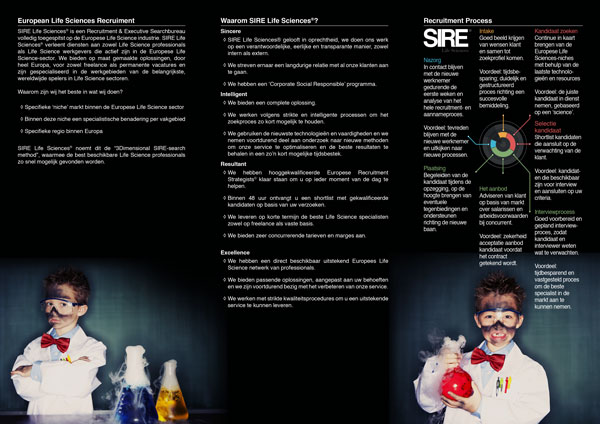 European Life Sciences Recruitment
SIRE Life Sciences® is een Recruitment & Executive Searchbureau
volledig toegespitst op de Europese Life Science industrie. SIRE Life
Sciences® verleent diensten aan zowel Life Science professionals
als Life Science werkgevers die actief zijn in de Europese Life
Science-sector. We bieden op maat gemaakte oplossingen, door
heel Europa, voor zowel freelance als permanente vacatures en
zijn gespecialiseerd in de werkgebieden van de belangrijkste,
wereldwijde spelers in Life Science sectoren.
Waarom zijn wij het beste in wat wij doen?
◊ Specifieke 'niche' markt binnen de Europese Life Science sector
◊ Binnen deze niche een specialistische benadering per vakgebied
◊ Specifieke regio binnen Europa
SIRE Life Sciences® noemt dit de "3Dimensional SIRE-search
method", waarmee de best beschikbare Life Science professionals
zo snel mogelijk gevonden worden.
Waarom SIRE Life Sciences®?
Sincere
◊ SIRE Life Sciences® gelooft in oprechtheid, we doen ons werk
op een verantwoordelijke, eerlijke en transparante manier, zowel
intern als extern.
◊ We streven ernaar een langdurige relatie met al onze klanten aan
te gaan.
◊ We hebben een 'Corporate Social Responsible' programma.
Intelligent
◊ We bieden een complete oplossing.
◊ We werken volgens strikte en intelligente processen om het
zoekproces zo kort mogelijk te houden.
◊ We gebruiken de nieuwste technologieën en vaardigheden en we
nemen voortdurend deel aan onderzoek naar nieuwe methoden
om onze service te optimaliseren en de beste resultaten te
behalen in een zo'n kort mogelijke tijdsbestek.
Resultaat
◊ We hebben hooggekwalificeerde Europese Recruitment
Strategists® klaar staan om u op ieder moment van de dag te
helpen.
◊ Binnen 48 uur ontvangt u een shortlist met gekwalificeerde
kandidaten op basis van uw verzoeken.
◊ We leveren op korte termijn de beste Life Science specialisten
zowel op freelance als vaste basis.
◊ We bieden zeer concurrerende tarieven en marges aan.
Excellence
◊ We hebben een direct beschikbaar uitstekend Europees Life
Science netwerk van professionals.
◊ We bieden passende oplossingen, aangepast aan uw behoeften
en we zijn voortdurend bezig met het verbeteren van onze service.
◊ We werken met strikte kwaliteitsprocedures om u een uitstekende
service te kunnen leveren.
Recruitment Process
SIRE
Life Sciences
Nazorg
In contact blijven
met de nieuwe
werknemer
gedurende de
eerste weken en
analyse van het
hele recruitment- en
aannameproces.
Voordeel: tevreden
blijven met de
nieuwe werknemer
en uitkijken naar
nieuwe processen.
Plaatsing
Begeleiden van de
kandidaat tijdens de
opzegging, op de
hoogte brengen van
eventuele
tegenbiedingen en
ondersteunen
richting de nieuwe
baan.
Intake
Goed beeld krijgen
van wensen klant
en samen tot
zoekprofiel komen.
Voordeel: tijdsbe-
sparing; duidelijk en
gestructureerd
proces richting een
succesvolle
bemiddeling.
Het aanbod
Adviseren van klant
op basis van markt
over salarissen en
arbeidsvoorwaarden
bij concurrent.
Voordeel: zekerheid
acceptatie aanbod
kandidaat voordat
het contract
getekend wordt.
Kandidaat zoeken
Continue in kaart
brengen van de
Europese Life
Sciences-niches
met behulp van de
laatste technolo-
gieën en resources
Voordeel: de juiste
kandidaat in dienst
nemen, gebaseerd
op een 'science'.
Selectie
kandidaat
Shortlist kandidaten
die aansluit op de
verwachting van de
klant.
Voordeel: kandidat-
en die beschikbaar
zijn voor interview
en aansluiten op uw
criteria.
Interviewproces
Goed voorbereid en
gepland interview-
proces, zodat
kandidaat en
interviewer weten
wat te verwachten.
Voordeel:
tijdbesparend en
vastgesteld proces
om de beste
specialist in de
markt aan te
kunnen nemen.